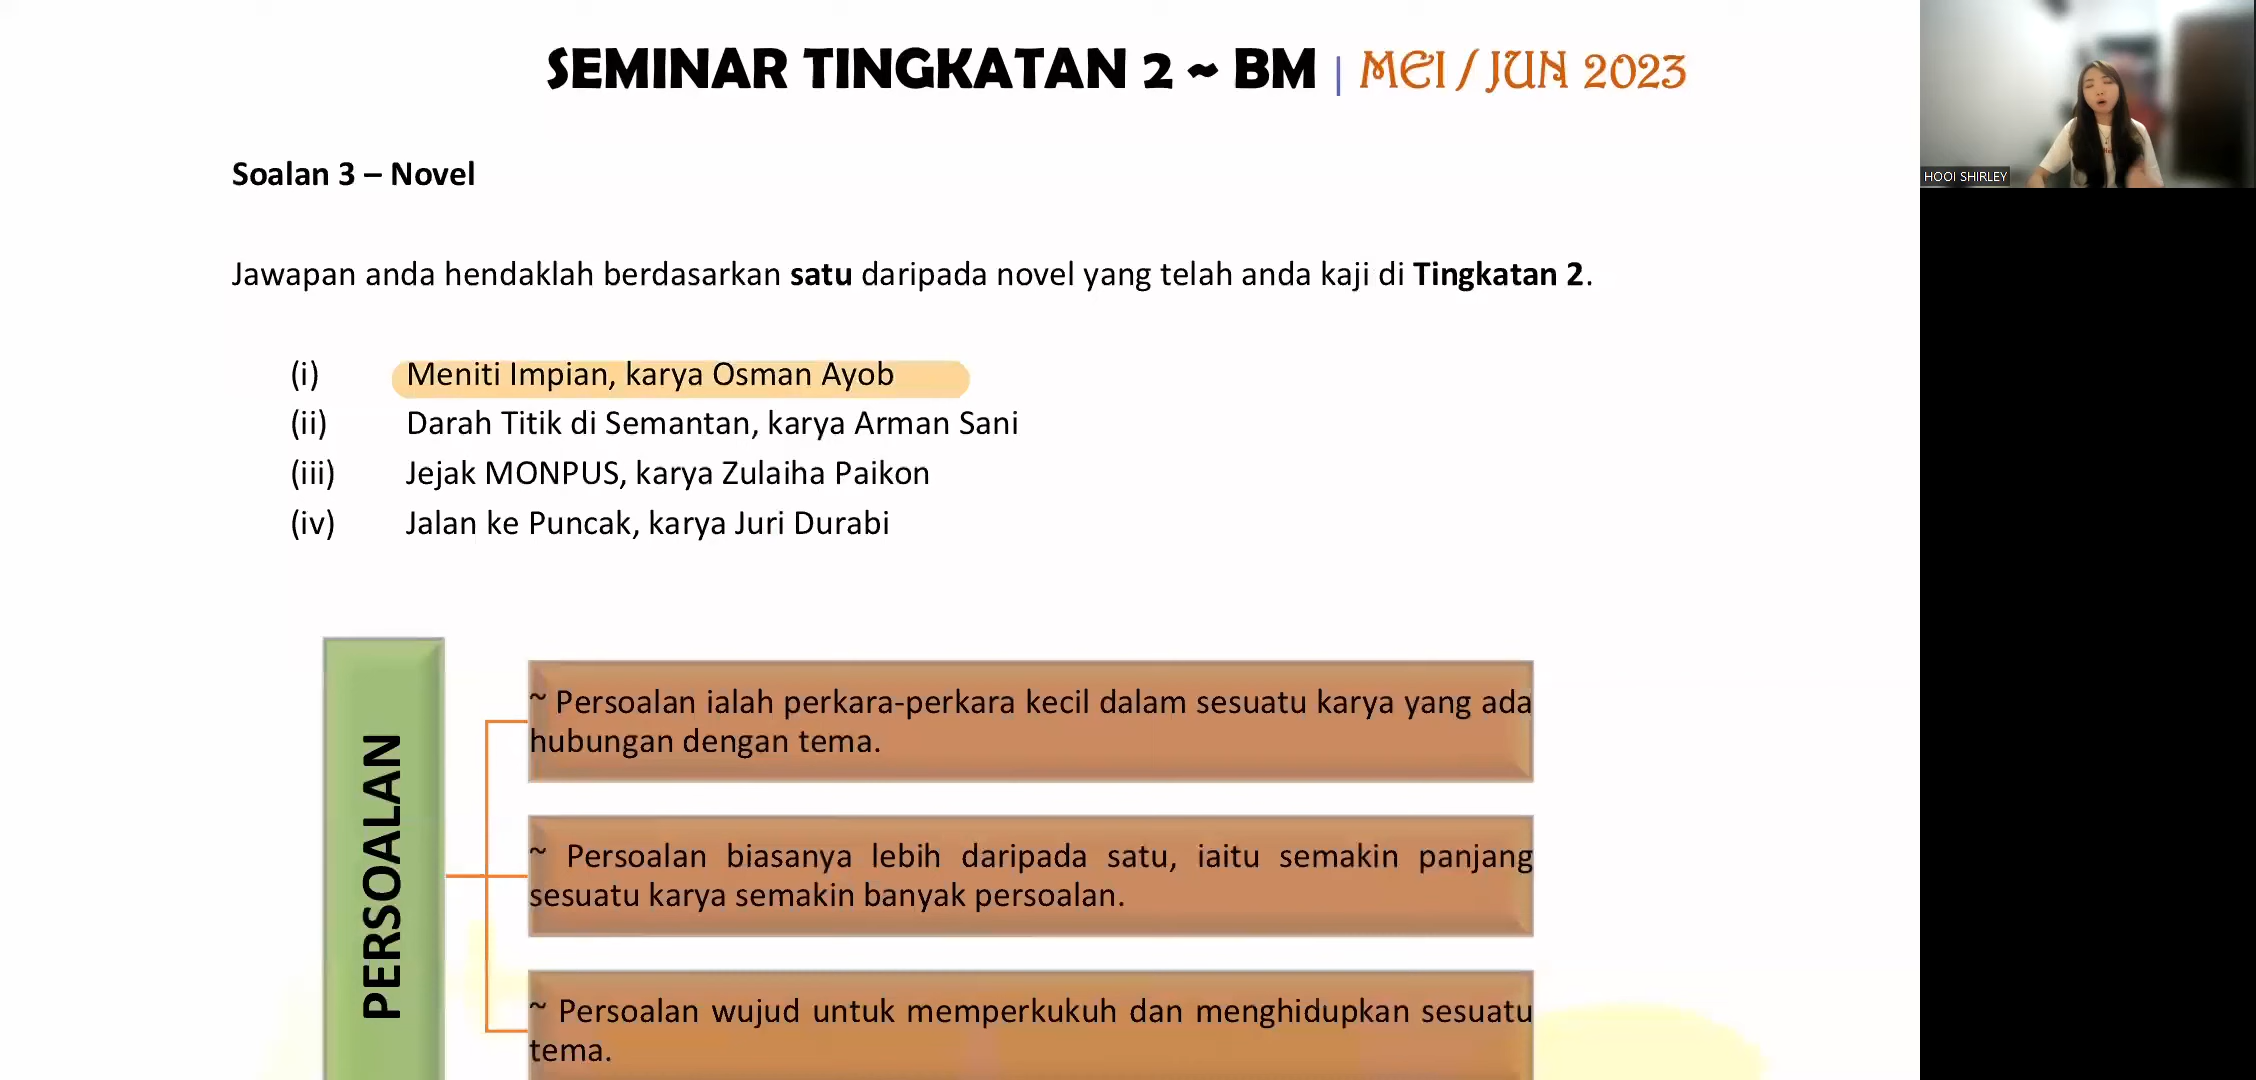 SEMINAR TINGKATAN 2 ~ BM | MEI / JUN 2023
HOOI SHIRLEY
Soalan 3 – Novel
Jawapan anda hendaklah berdasarkan satu daripada novel yang telah anda kaji di Tingkatan 2.
(i) Meniti Impian, karya Osman Ayob
(ii) Darah Titik di Semantan, karya Arman Sani
(iii) Jejak MONPUS, karya Zulaiha Paikon
(iv) Jalan ke Puncak, karya Juri Durabi
PERSOALAN
~ Persoalan ialah perkara-perkara kecil dalam sesuatu karya yang ada
hubungan dengan tema.
~ Persoalan biasanya lebih daripada satu, iaitu semakin panjang
sesuatu karya semakin banyak persoalan.
~ Persoalan wujud untuk memperkukuh dan menghidupkan sesuatu
tema.